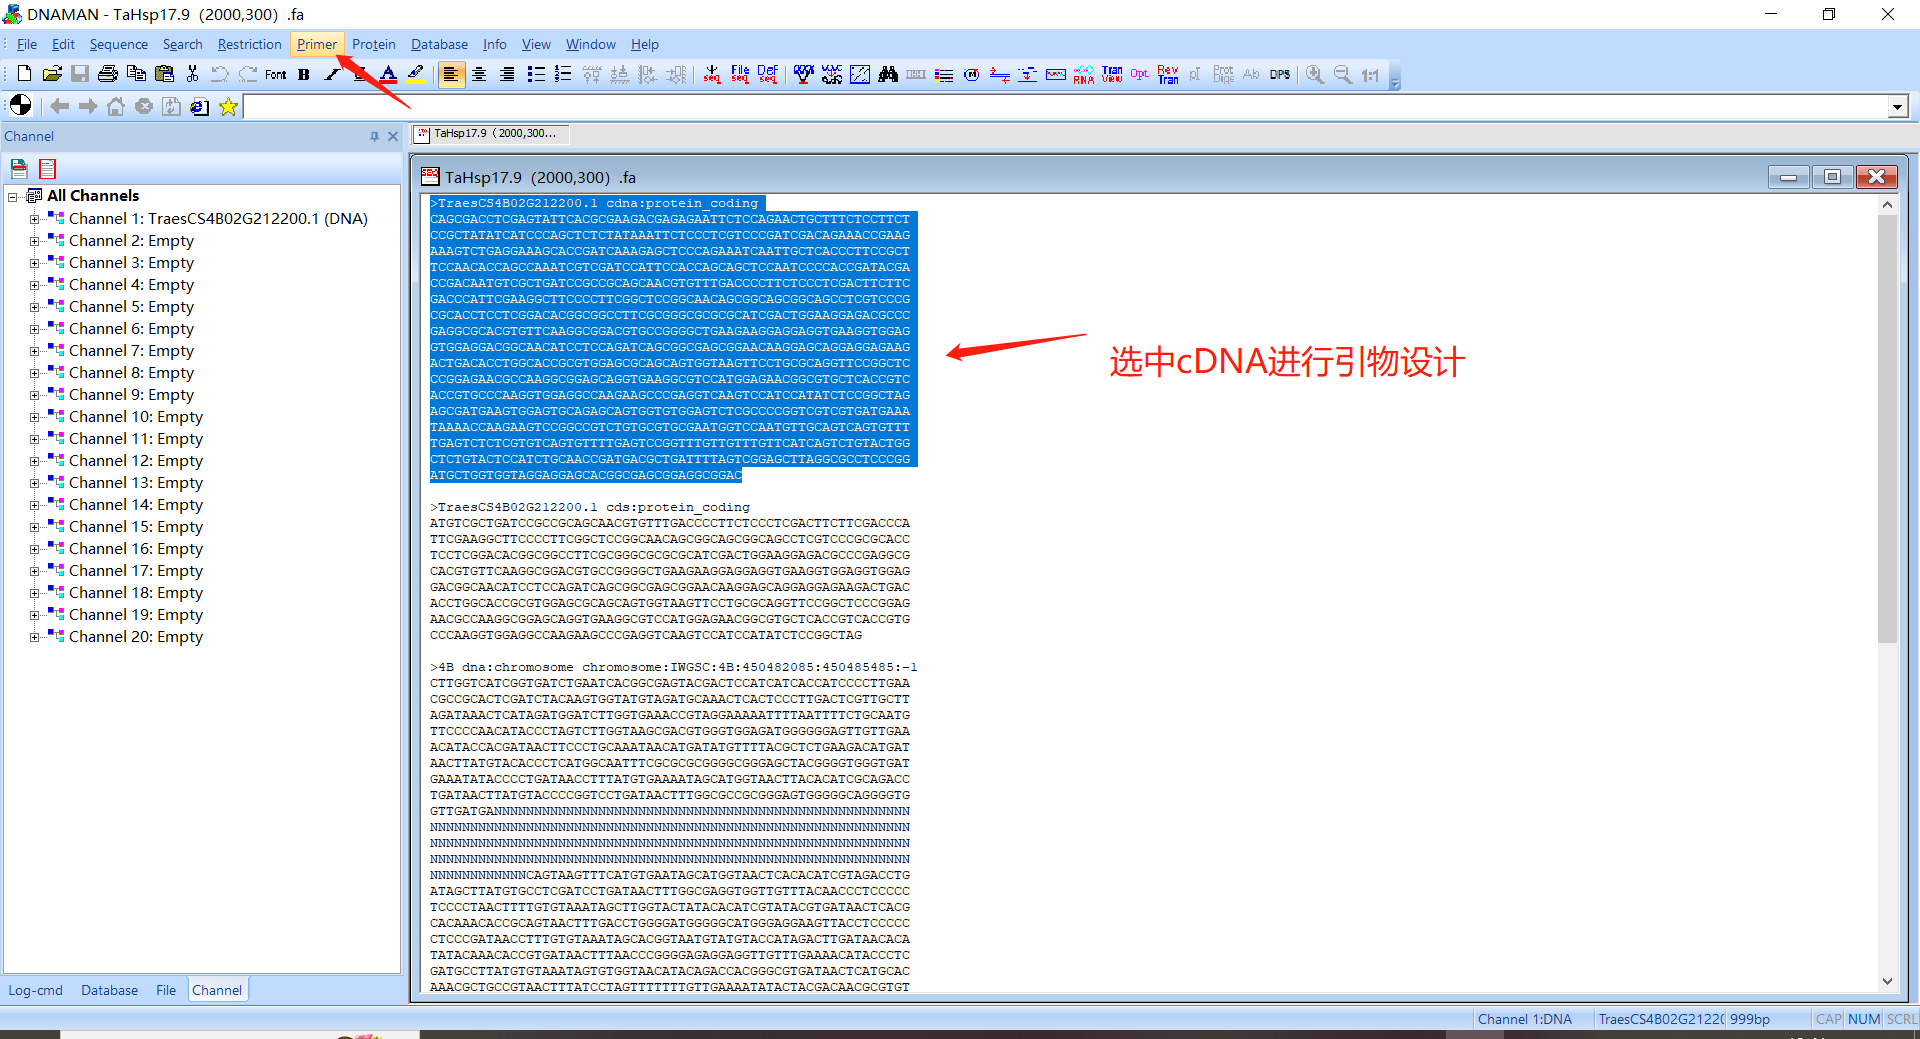 DNAMAN - TaHsp17.9（2000,300）.fa
File Edit Sequence Search Restriction Primer Protein Database Info View Window Help
Font
Channel
TaHsp17.9（2000,300...
TaHsp17.9（2000,300）.fa
All Channels
Channel 1: TraesCS4B02G212200.1 (DNA)
Channel 2: Empty
Channel 3: Empty
Channel 4: Empty
Channel 5: Empty
Channel 6: Empty
Channel 7: Empty
Channel 8: Empty
Channel 9: Empty
Channel 10: Empty
Channel 11: Empty
Channel 12: Empty
Channel 13: Empty
Channel 14: Empty
Channel 15: Empty
Channel 16: Empty
Channel 17: Empty
Channel 18: Empty
Channel 19: Empty
Channel 20: Empty
>TraesCS4B02G212200.1 cdna:protein_coding
CAGCGACCTCGAGTATTCACGCGAAGACGAGAGAATTCTCCAGAACTGCTTTCTCCTTCT
CCGCTATATCATCCCAGCTCTCTATAAATTCTCCCTCGTCCCGATCGACAGAAACCGAAG
AAAGTCTGAGGAAAGCACCGATCAAAGAGCTCCCAGAAATCAATTGCTCACCCTTCCGCT
TCCAACACCAGCCAAATCGTCGATCCATTCCACCAGCAGCTCCAATCCCCACCGATACGA
CCGACAATGTCGCTGATCCGCCGCAGCAACGTGTTTGACCCCTTCTCCCTCGACTTCTTC
GACCCATTCGAAGGCTTCCCCTTCGGCTCCGGCAACAGCGGCAGCGGCAGCCTCGTCCCG
CGCACCTCCTCGGACACGGCGGCCTTCGCGGGCGCGCGCATCGACTGGAAGGAGACGCCC
GAGGCGCACGTGTTCAAGGCGGACGTGCCGGGGCTGAAGAAGGAGGAGGTGAAGGTGGAG
GTGGAGGACGGCAACATCCTCCAGATCAGCGGCGAGCGGAACAAGGAGCAGGAGGAGAAG
ACTGACACCTGGCACCGCGTGGAGCGCAGCAGTGGTAAGTTCCTGCGCAGGTTCCGGCTC
CCGGAGAACGCCAAGGCGGAGCAGGTGAAGGCGTCCATGGAGAACGGCGTGCTCACCGTC
ACCGTGCCCAAGGTGGAGGCCAAGAAGCCCGAGGTCAAGTCCATCCATATCTCCGGCTAG
AGCGATGAAGTGGAGTGCAGAGCAGTGGTGTGGAGTCTCGCCCCGGTCGTCGTGATGAAA
TAAAACCAAGAAGTCCGGCCGTCTGTGCGTGCGAATGGTCCAATGTTGCAGTCAGTGTTT
TGAGTCTCTCGTGTCAGTGTTTTGAGTCCGGTTTGTTGTTTGTTCATCAGTCTGTACTGG
CTCTGTACTCCATCTGCAACCGATGACGCTGATTTTAGTCGGAGCTTAGGCGCCTCCCGG
ATGCTGGTGGTAGGAGGAGCACGGCGAGCGGAGGCGGAC
选中cDNA进行引物设计
>TraesCS4B02G212200.1 cds:protein_coding
ATGTCGCTGATCCGCCGCAGCAACGTGTTTGACCCCTTCTCCCTCGACTTCTTCGACCCA
TTCGAAGGCTTCCCCTTCGGCTCCGGCAACAGCGGCAGCGGCAGCCTCGTCCCGCGCACC
TCCTCGGACACGGCGGCCTTCGCGGGCGCGCGCATCGACTGGAAGGAGACGCCCGAGGCG
CACGTGTTCAAGGCGGACGTGCCGGGGCTGAAGAAGGAGGAGGTGAAGGTGGAGGTGGAG
GACGGCAACATCCTCCAGATCAGCGGCGAGCGGAACAAGGAGCAGGAGGAGAAGACTGAC
ACCTGGCACCGCGTGGAGCGCAGCAGTGGTAAGTTCCTGCGCAGGTTCCGGCTCCCGGAG
AACGCCAAGGCGGAGCAGGTGAAGGCGTCCATGGAGAACGGCGTGCTCACCGTCACCGTG
CCCAAGGTGGAGGCCAAGAAGCCCGAGGTCAAGTCCATCCATATCTCCGGCTAG
>4B dna:chromosome chromosome:IWGSC:4B:450482085:450485485:-1
CTTGGTCATCGGTGATCTGAATCACGGCGAGTACGACTCCATCATCACCATCCCCTTGAA
CGCCGCACTCGATCTACAAGTGGTATGTAGATGCAAACTCACTCCCTTGACTCGTTGCTT
AGATAAACTCATAGATGGATCTTGGTGAAACCGTAGGAAAAATTTTAATTTTCTGCAATG
TTCCCCAACATACCCTAGTCTTGGTAAGCGACGTGGGTGGAGATGGGGGGAGTTGTTGAA
ACATACCACGATAACTTCCCTGCAAATAACATGATATGTTTTACGCTCTGAAGACATGAT
AACTTATGTACACCCTCATGGCAATTTCGCGCGCGGGGCGGGAGCTACGGGGTGGGTGAT
GAAATATACCCCTGATAACCTTTATGTGAAAATAGCATGGTAACTTACACATCGCAGACC
TGATAACTTATGTACCCCGGTCCTGATAACTTTGGCGCCGCGGGAGTGGGGGCAGGGGTG
GTTGATGANNNNNNNNNNNNNNNNNNNNNNNNNNNNNNNNNNNNNNNNNNNNNNNNNNNN
NNNNNNNNNNNNNNNNNNNNNNNNNNNNNNNNNNNNNNNNNNNNNNNNNNNNNNNNNNNN
NNNNNNNNNNNNNNNNNNNNNNNNNNNNNNNNNNNNNNNNNNNNNNNNNNNNNNNNNNNN
NNNNNNNNNNNNNNNNNNNNNNNNNNNNNNNNNNNNNNNNNNNNNNNNNNNNNNNNNNNN
NNNNNNNNNNNNCAGTAAGTTTCATGTGAATAGCATGGTAACTCACACATCGTAGACCTG
ATAGCTTATGTGCCTCGATCCTGATAACTTTGGCGAGGTGGTTGTTTACAACCCTCCCCC
TCCCCTAACTTTTGTGTAAATAGCTTGGTACTATACACATCGTATACGTGATAACTCACG
CACAAACACCGCAGTAACTTTGACCTGGGGATGGGGGCATGGGAGGAAGTTACCTCCCCC
CTCCCGATAACCTTTGTGTAAATAGCACGGTAATGTATGTACCATAGACTTGATAACACA
TATACAAACACCGTGATAACTTTAACCCGGGGAGAGGAGGTTGTTTGAAAACATACCCTC
GATGCCTTATGTGTAAATAGTGTGGTAACATACAGACCACGGGCGTGATAACTCATGCAC
AAACGCTGCCGTAACTTTATCCTAGTTTTTTTGTTGAAAATATACTACGACAACGCGTGT
Log-cmd Database File Channel
Channel 1:DNA TraesCS4B02G21220 999bp CAP NUM SCRL